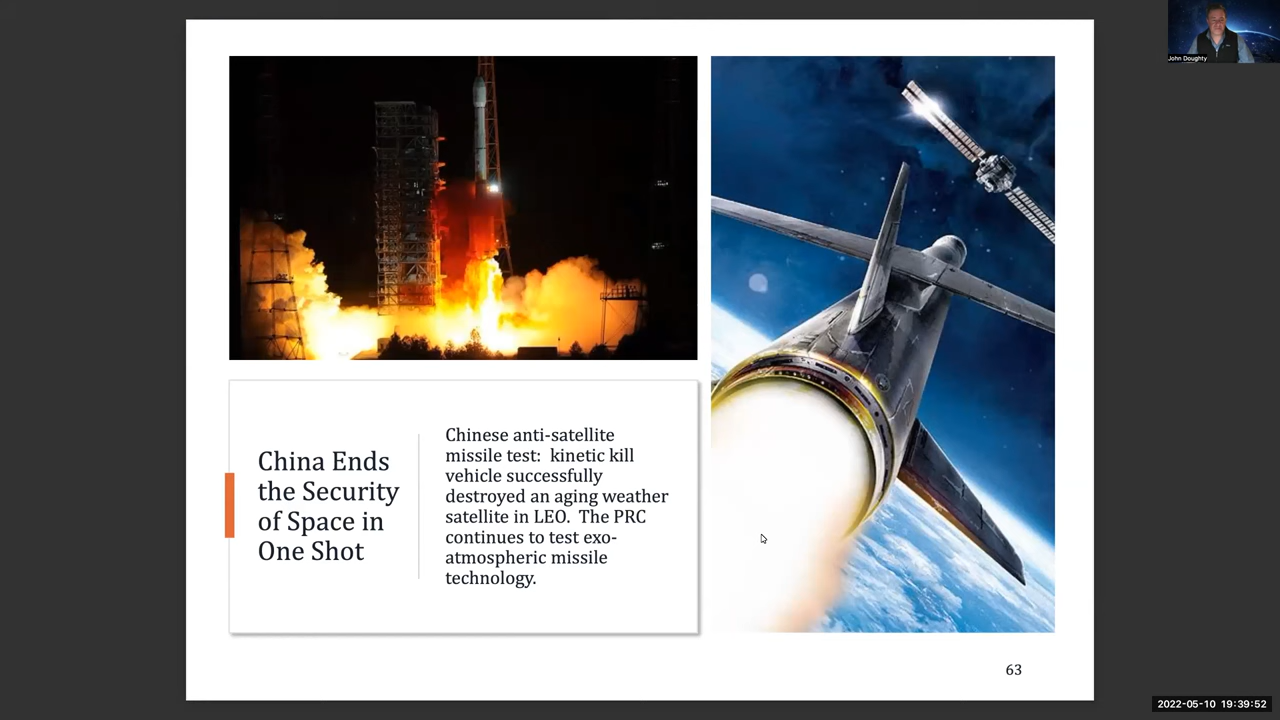 John Doughty
China Ends
the Security
of Space in
One Shot
Chinese anti-satellite
missile test:  kinetic kill
vehicle successfully
destroyed an aging weather
satellite in LEO.  The PRC
continues to test exo-
atmospheric missile
technology.
63
2022-05-10 19:39:52